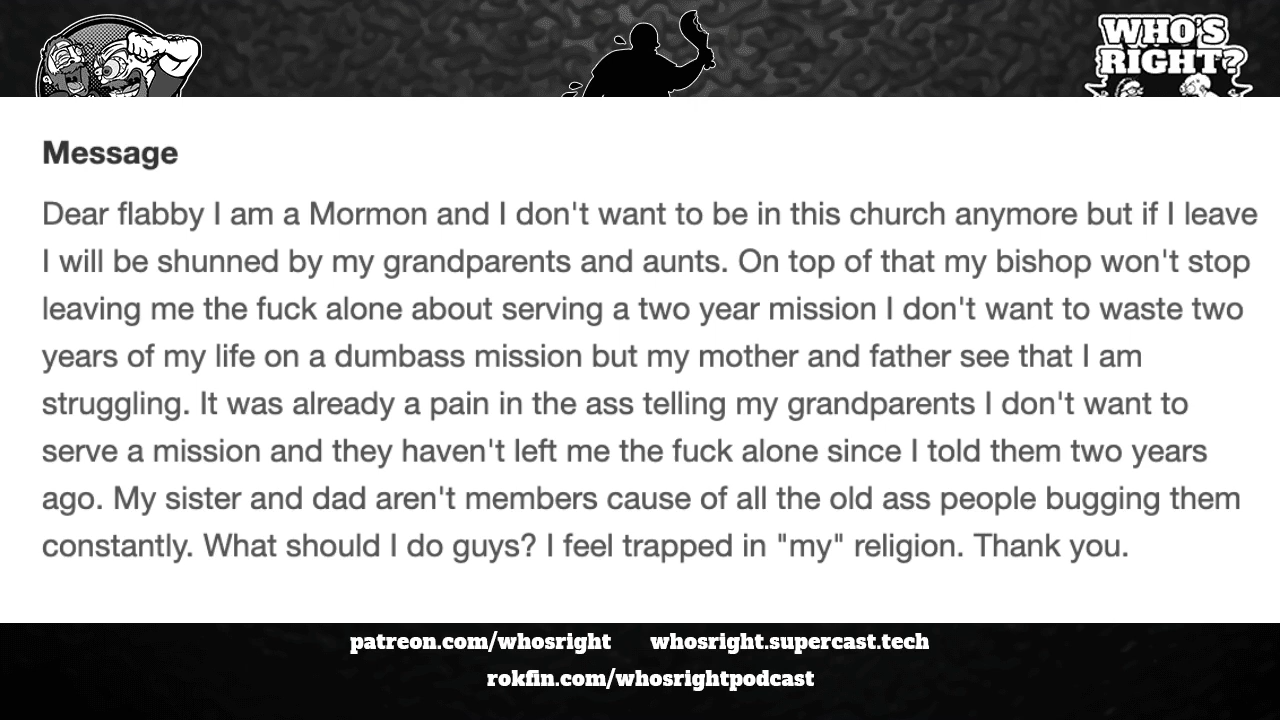 WHO'S
RIGHT?
Message
Dear flabby I am a Mormon and I don't want to be in this church anymore but if I leave
I will be shunned by my grandparents and aunts. On top of that my bishop won't stop
leaving me the fuck alone about serving a two year mission I don't want to waste two
years of my life on a dumbass mission but my mother and father see that I am
struggling. It was already a pain in the ass telling my grandparents I don't want to
serve a mission and they haven't left me the fuck alone since I told them two years
ago. My sister and dad aren't members cause of all the old ass people bugging them
constantly. What should I do guys? I feel trapped in "my" religion. Thank you.
patreon.com/whosright whosright.supercast.tech
rokfin.com/whosrightpodcast